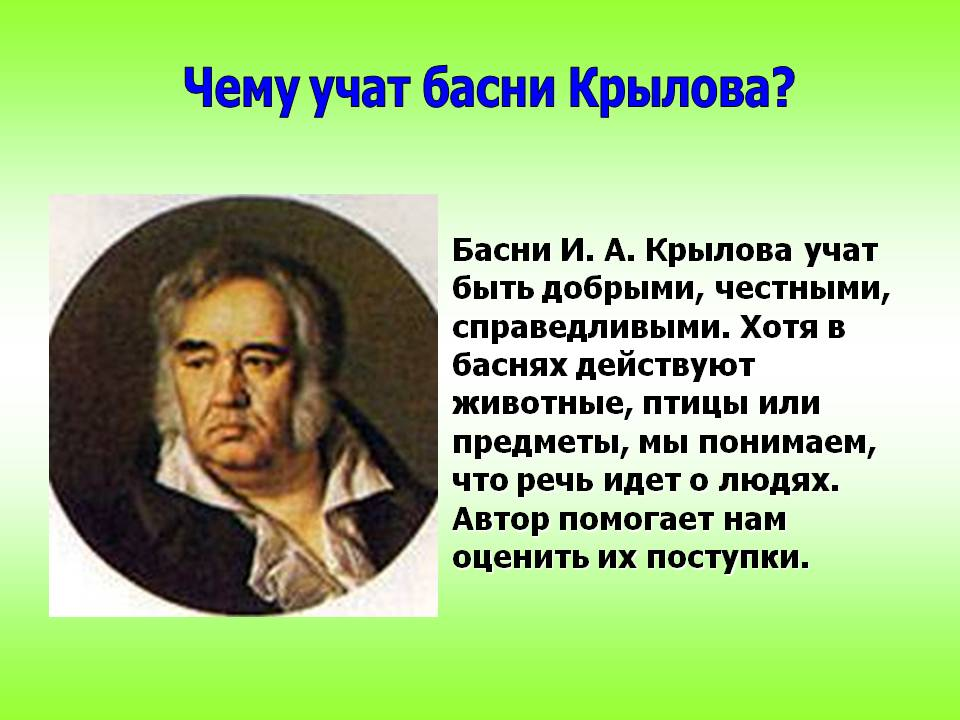 Чему учат басни Крылова?
Басни И. А. Крылова учат
быть добрыми, честными,
справедливыми. Хотя в
баснях действуют
животные, птицы или
предметы, мы понимаем,
что речь идет о людях.
Автор помогает нам
оценить их поступки.